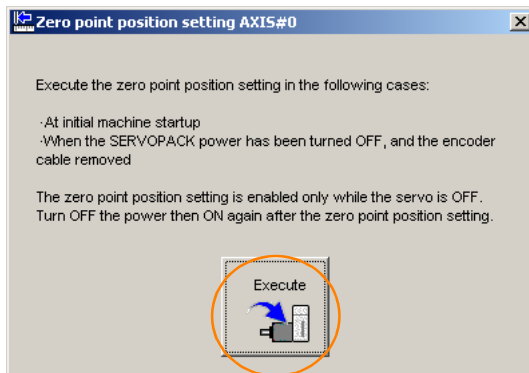 Zero point position setting AXIS#0
Execute the zero point position setting in the following cases:
·At initial machine startup
·When the SERVOPACK power has been turned OFF, and the encoder
cable removed
The zero point position setting is enabled only while the servo is OFF.
Turn OFF the power then ON again after the zero point position setting.
Execute